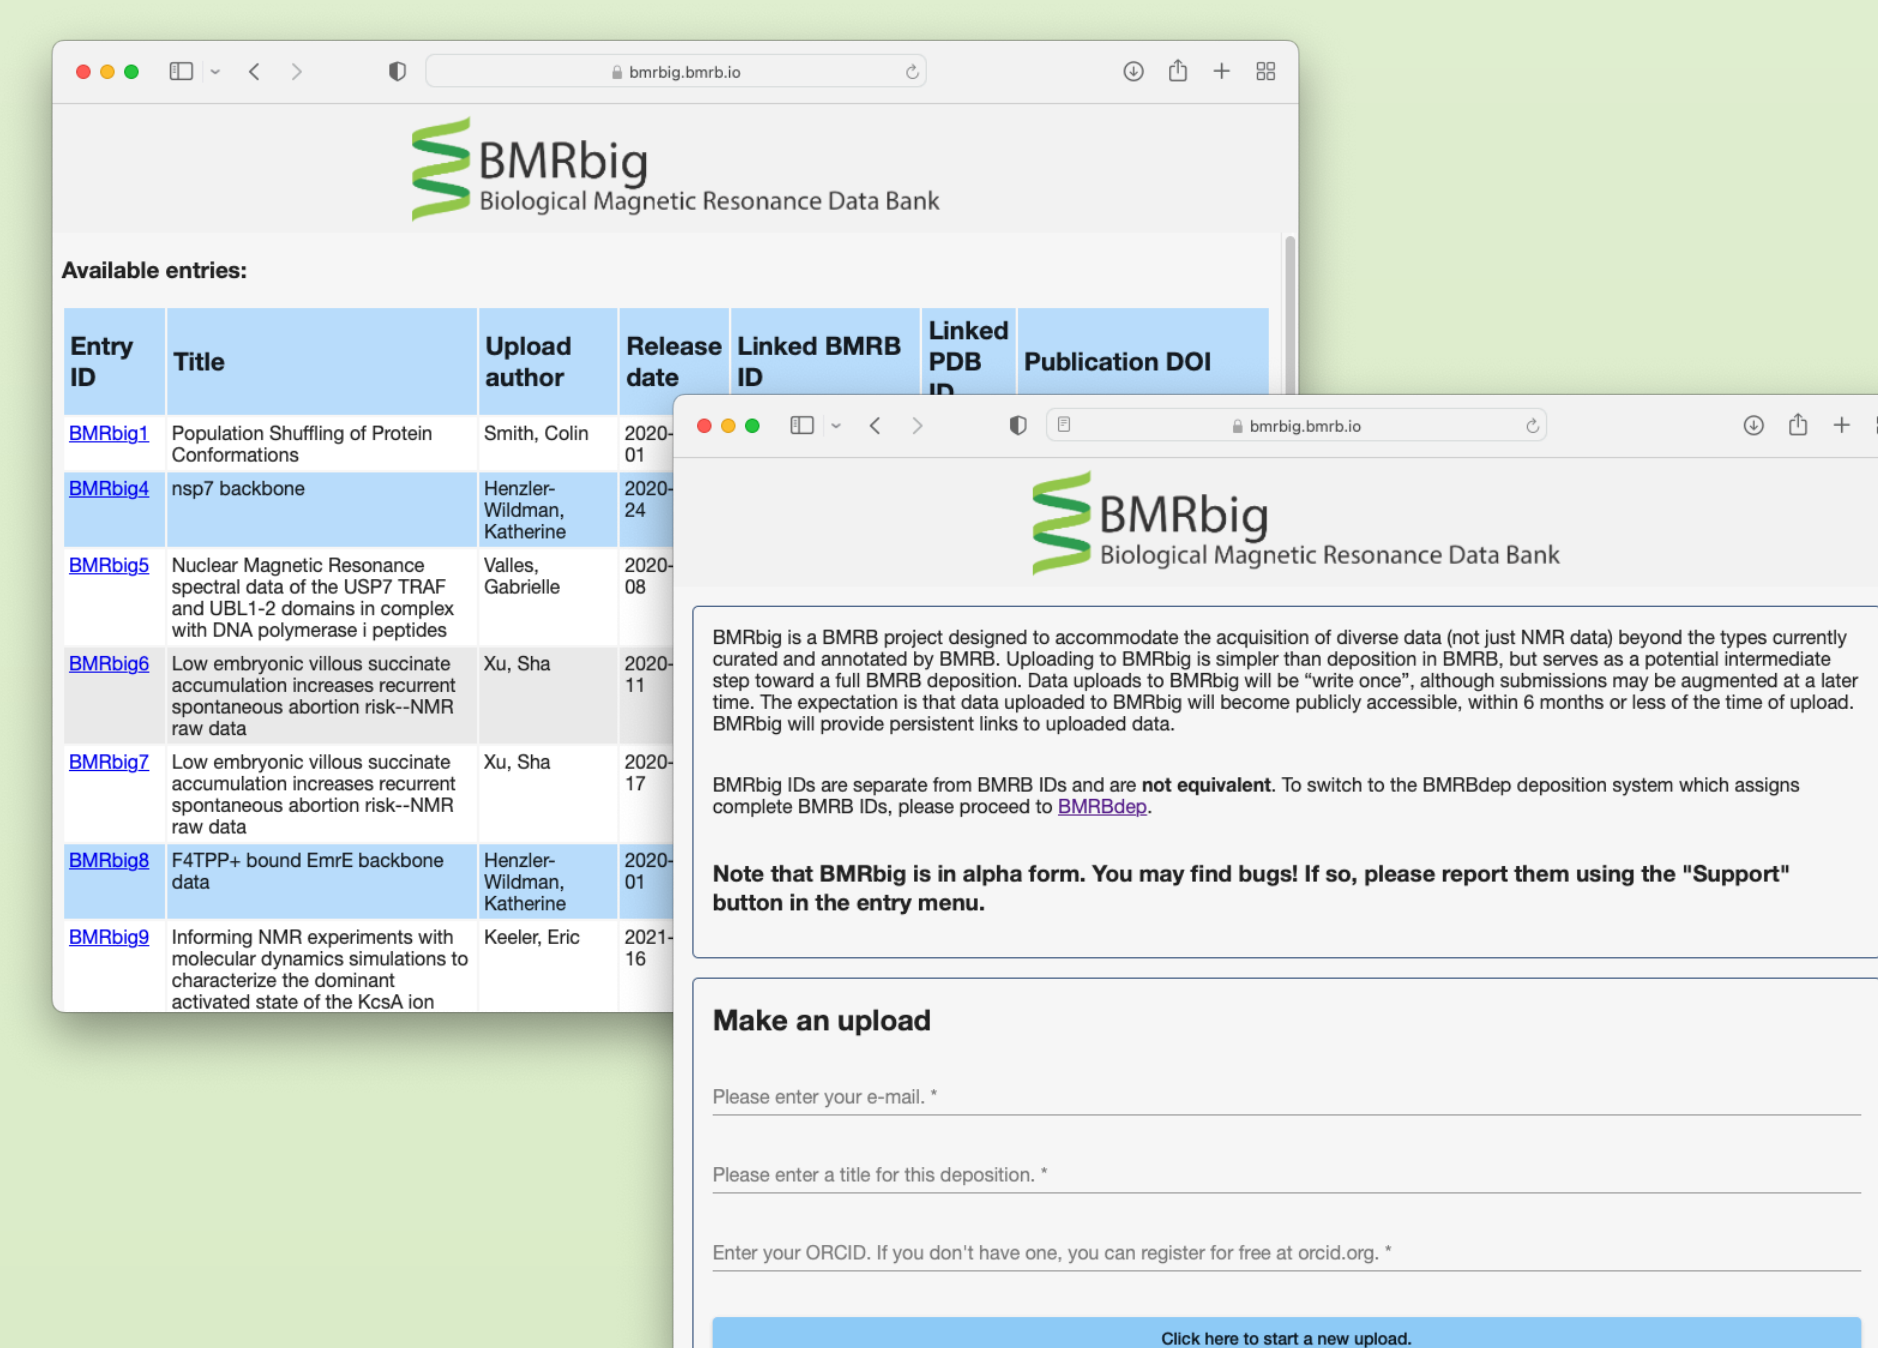 bmrbig.bmrb.io
BMRbig
Biological Magnetic Resonance Data Bank
Available entries:
Entry ID
Title
Upload author
Release date
Linked BMRB ID
Linked PDB ID
Publication DOI
BMRbig1
Population Shuffling of Protein
Conformations
Smith, Colin
2020-
01
BMRbig4
nsp7 backbone
Henzler-
Wildman,
Katherine
2020-
24
BMRbig5
Nuclear Magnetic Resonance
spectral data of the USP7 TRAF
and UBL1-2 domains in complex
with DNA polymerase i peptides
Valles,
Gabrielle
2020-
08
BMRbig6
Low embryonic villous succinate
accumulation increases recurrent
spontaneous abortion risk--NMR
raw data
Xu, Sha
2020-
11
BMRbig7
Low embryonic villous succinate
accumulation increases recurrent
spontaneous abortion risk--NMR
raw data
Xu, Sha
2020-
17
BMRbig8
F4TPP+ bound EmrE backbone
data
Henzler-
Wildman,
Katherine
2020-
01
BMRbig9
Informing NMR experiments with
molecular dynamics simulations to
characterize the dominant
activated state of the KcsA ion
Keeler, Eric
2021-
16
bmrbig.bmrb.io
BMRbig
Biological Magnetic Resonance Data Bank
BMRbig is a BMRB project designed to accommodate the acquisition of diverse data (not just NMR data) beyond the types currently
curated and annotated by BMRB. Uploading to BMRbig is simpler than deposition in BMRB, but serves as a potential intermediate
step toward a full BMRB deposition. Data uploads to BMRbig will be “write once”, although submissions may be augmented at a later
time. The expectation is that data uploaded to BMRbig will become publicly accessible, within 6 months or less of the time of upload.
BMRbig will provide persistent links to uploaded data.
BMRbig IDs are separate from BMRB IDs and are not equivalent. To switch to the BMRBdep deposition system which assigns
complete BMRB IDs, please proceed to BMRBdep.
Note that BMRbig is in alpha form. You may find bugs! If so, please report them using the "Support"
button in the entry menu.
Make an upload
Please enter your e-mail. *
Please enter a title for this deposition. *
Enter your ORCID. If you don't have one, you can register for free at orcid.org. *
Click here to start a new upload.